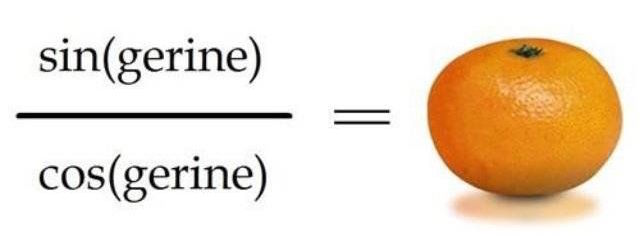 sin(gerine)
=
cos(gerine)